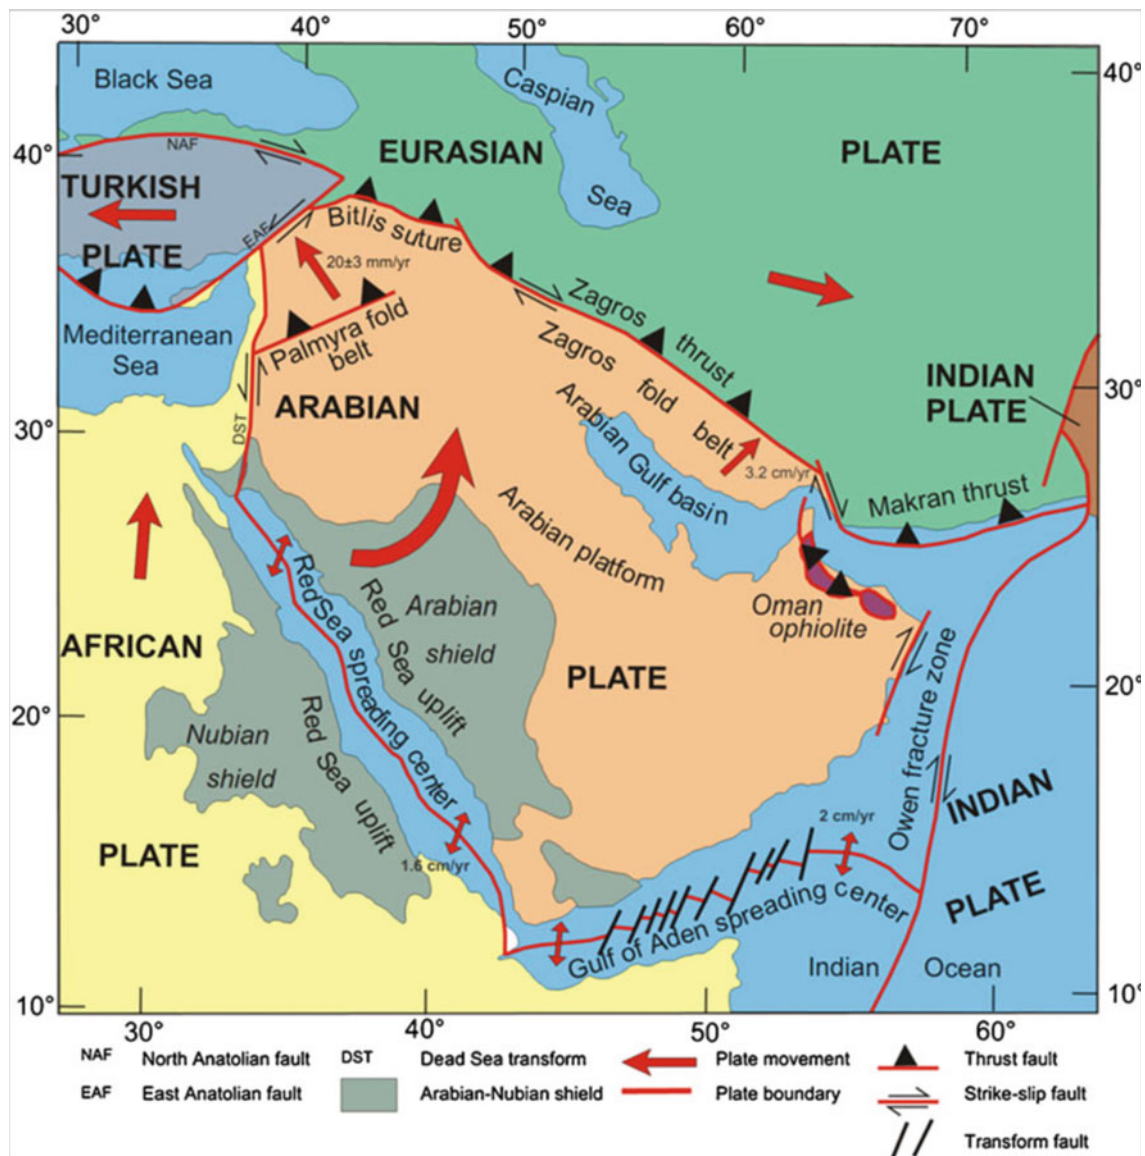 30°
40°
50°
60°
70°
Black Sea
Caspian
Sea
40°
40°
NAF
EURASIAN
PLATE
TURKISH
PLATE
EAF
Bitlis suture
20±3 mm/yr
Zagros thrust
Zagros fold belt
Mediterranean
Sea
Palmyra fold
belt
INDIAN
PLATE
30°
30°
ARABIAN
DST
Arabian Gulf basin
3.2 cm/yr
Makran thrust
Arabian platform
Red Sea spreading center
Red Sea uplift
Arabian
shield
Oman
ophiolite
AFRICAN
PLATE
20°
20°
Nubian
shield
Red Sea uplift
Owen fracture zone
INDIAN
2 cm/yr
1.6 cm/yr
PLATE
PLATE
Gulf of Aden spreading center
Indian Ocean
10°
10°
30°
40°
50°
60°
NAF North Anatolian fault
DST Dead Sea transform
Plate movement
Thrust fault
EAF East Anatolian fault
Arabian-Nubian shield
Plate boundary
Strike-slip fault
Transform fault